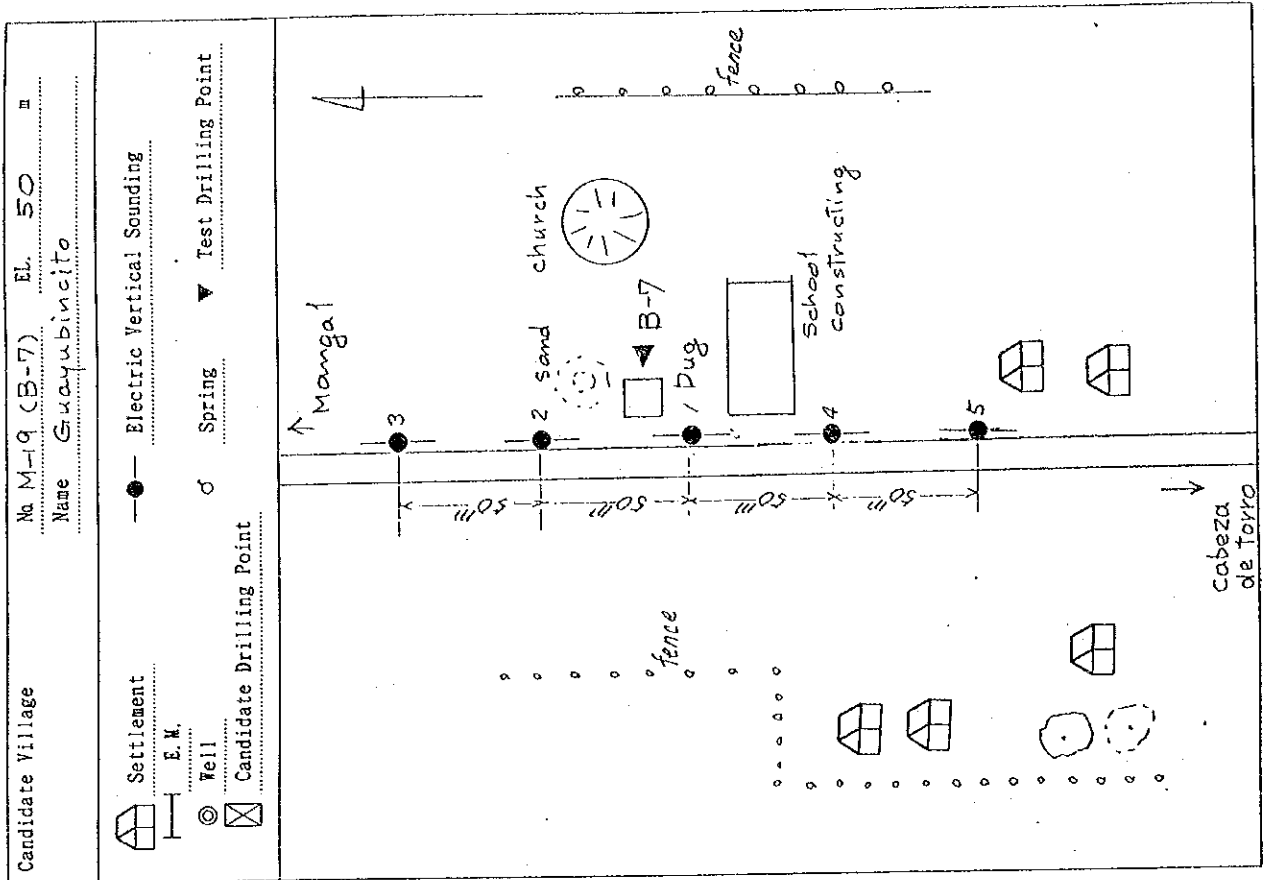 Candidate Village
No M-19 (B-7) EL. 50 m
Name Guayubincito
Settlement
Electric Vertical Sounding
E.M.
Well
Spring
Test Drilling Point
Candidate Drilling Point
Mangal
fence
church
sand
B-7
Dug
School
constructing
3
2
1
4
5
50m
50m
50m
50m
fence
Cabeza
de Torro